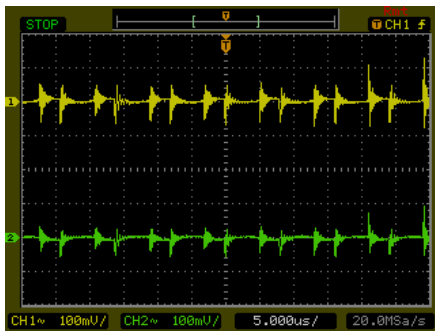 STOP
T
CH1
T
1
2
CH1~ 100mV/ CH2~ 100mV/ 5.000us/ 20.0MSa/s